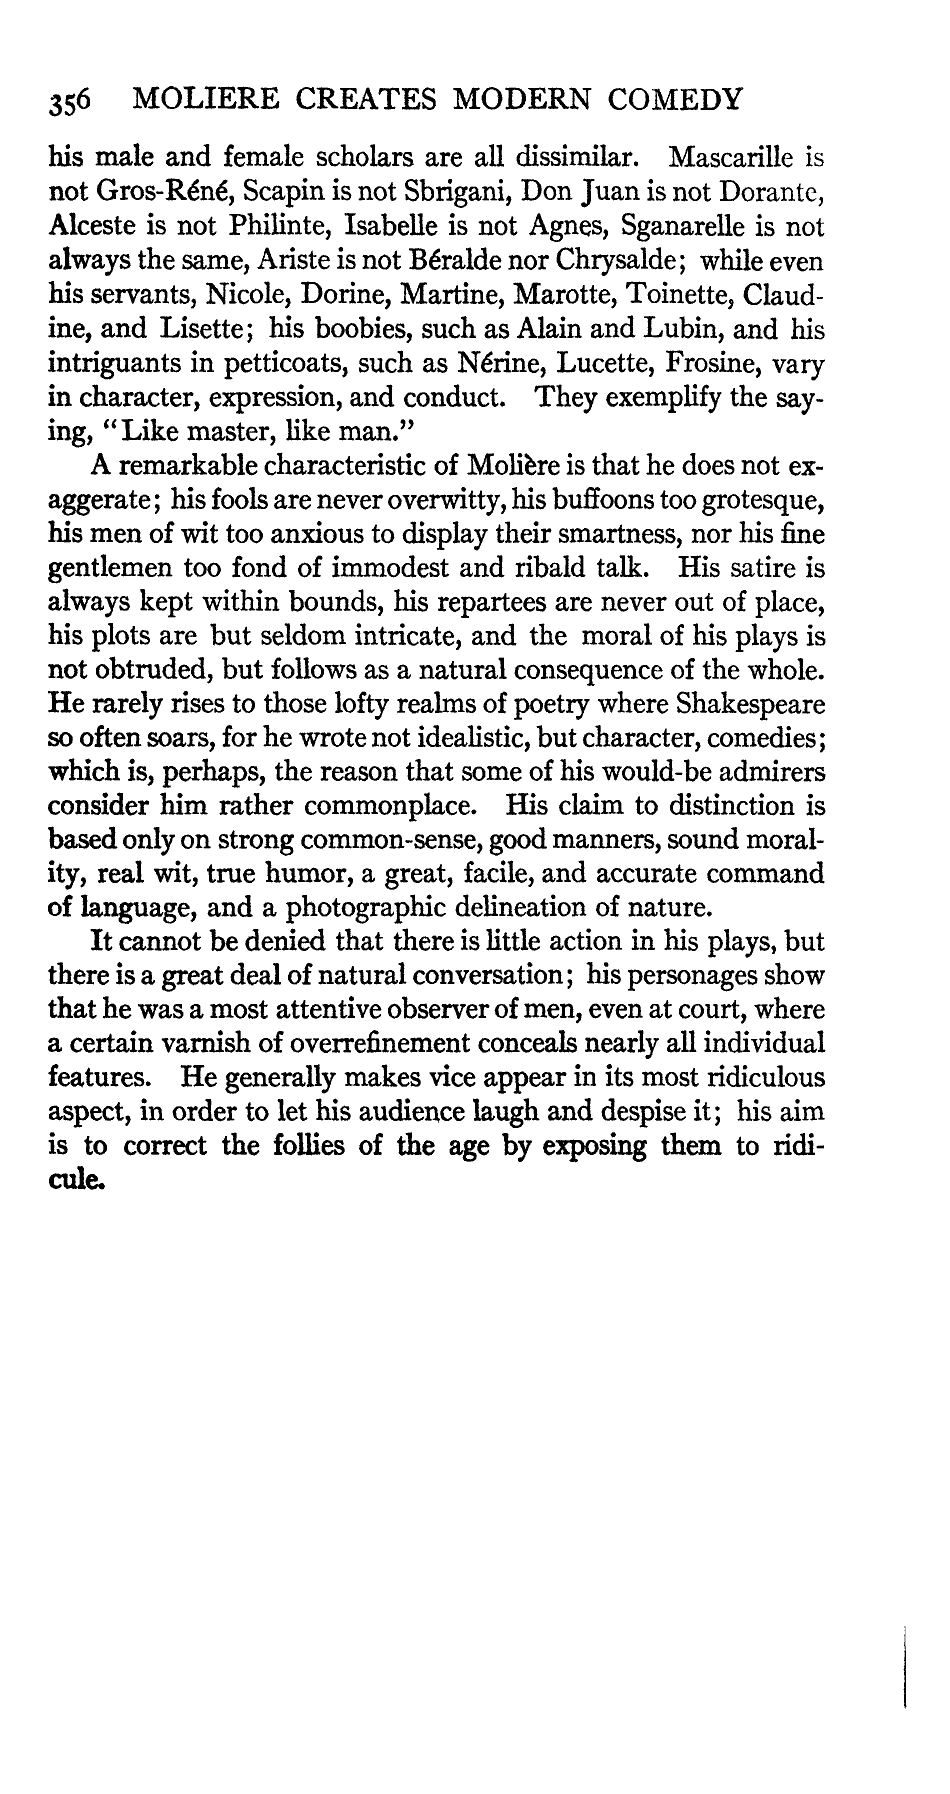 356 MOLIERE CREATES MODERN COMEDY
his male and female scholars are all dissimilar. Mascarille is
not Gros-Réné, Scapin is not Sbrigani, Don Juan is not Dorante,
Alceste is not Philinte, Isabelle is not Agnes, Sganarelle is not
always the same, Ariste is not Béralde nor Chrysalde; while even
his servants, Nicole, Dorine, Martine, Marotte, Toinette, Claud-
ine, and Lisette; his boobies, such as Alain and Lubin, and his
intriguants in petticoats, such as Nérine, Lucette, Frosine, vary
in character, expression, and conduct. They exemplify the say-
ing, "Like master, like man."
A remarkable characteristic of Molière is that he does not ex-
aggerate; his fools are never overwitty, his buffoons too grotesque,
his men of wit too anxious to display their smartness, nor his fine
gentlemen too fond of immodest and ribald talk. His satire is
always kept within bounds, his repartees are never out of place,
his plots are but seldom intricate, and the moral of his plays is
not obtruded, but follows as a natural consequence of the whole.
He rarely rises to those lofty realms of poetry where Shakespeare
so often soars, for he wrote not idealistic, but character, comedies;
which is, perhaps, the reason that some of his would-be admirers
consider him rather commonplace. His claim to distinction is
based only on strong common-sense, good manners, sound moral-
ity, real wit, true humor, a great, facile, and accurate command
of language, and a photographic delineation of nature.
It cannot be denied that there is little action in his plays, but
there is a great deal of natural conversation; his personages show
that he was a most attentive observer of men, even at court, where
a certain varnish of overrefinement conceals nearly all individual
features. He generally makes vice appear in its most ridiculous
aspect, in order to let his audience laugh and despise it; his aim
is to correct the follies of the age by exposing them to ridi-
cule.